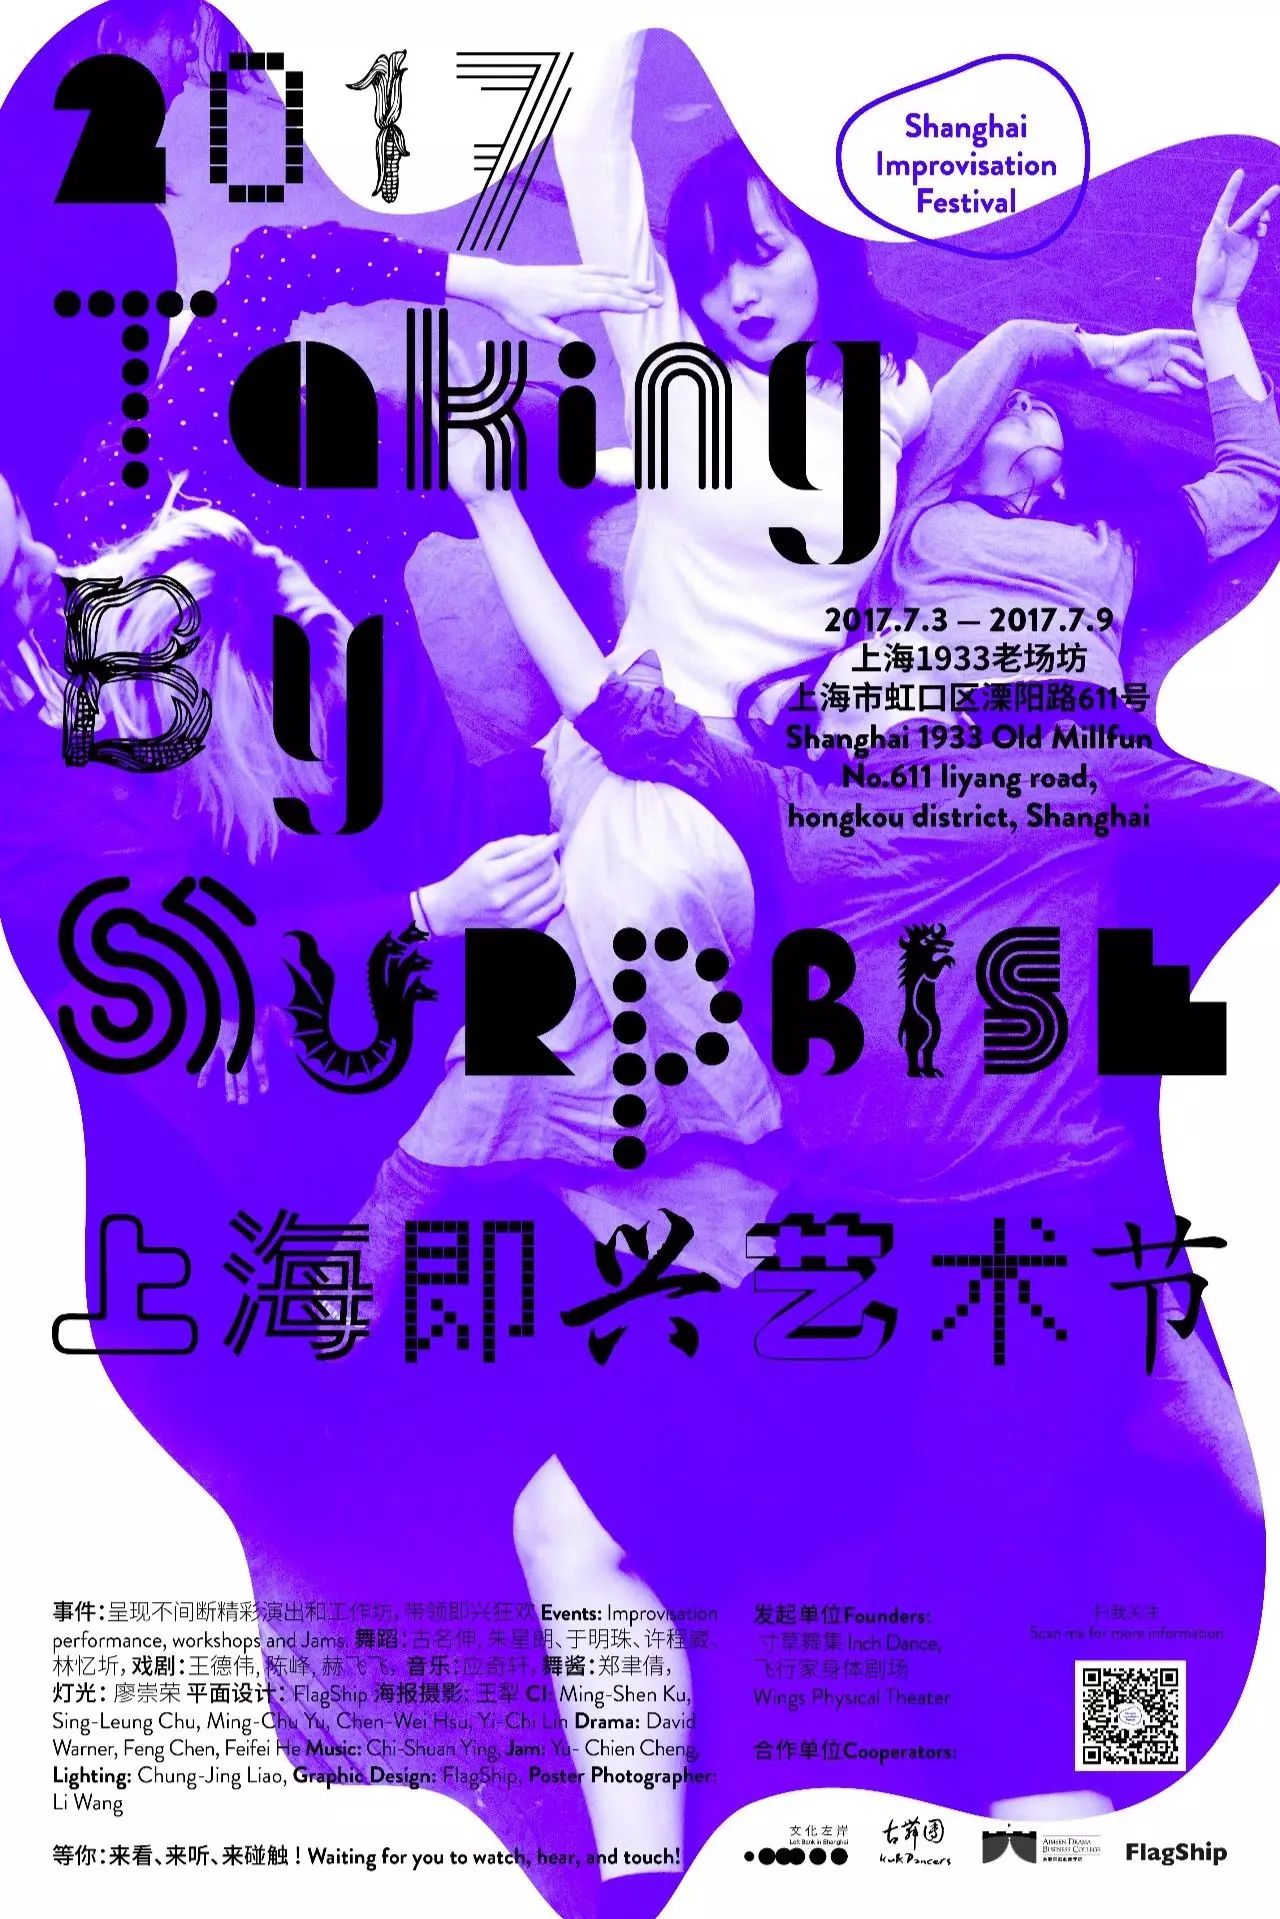 2017
Shanghai
Improvisation
Festival
Taking
By
2017.7.3 — 2017.7.9
上海1933老场坊
上海市虹口区溧阳路611号
Shanghai 1933 Old Millfun
No.611 liyang road,
hongkou district, Shanghai
SURPRISE
上海即兴艺术节
事件：呈现不间断精彩演出和工作坊，带领即兴狂欢 Events: Improvisation
performance, workshops and Jams. 舞蹈：古名伸, 朱星朗、于明珠、许程崴、
林忆圻，戏剧：王德伟, 陈峰, 赫飞飞，音乐：应奇轩，舞酱：郑聿倩，
灯光：廖崇荣 平面设计：FlagShip 海报摄影: 王犁 CI: Ming-Shen Ku,
Sing-Leung Chu, Ming-Chu Yu, Chen-Wei Hsu, Yi-Chi Lin Drama: David
Warner, Feng Chen, Feifei He Music: Chi-Shuan Ying, Jam: Yu- Chien Cheng,
Lighting: Chung-Jing Liao, Graphic Design: FlagShip, Poster Photographer:
Li Wang
等你：来看、来听、来碰触！Waiting for you to watch, hear, and touch!
发起单位Founders:
寸草舞集 Inch Dance,
飞行家身体剧场
Wings Physical Theater
合作单位Cooperators:
扫我关注
Scan me for more information
文化左岸
Left Bank in Shanghai
古舞團
Ku&Dancers
AIMEEN DRAMA
BUSINESS COLLEGE
FlagShip